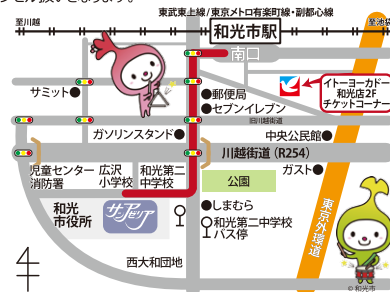 東武東上線/東京メトロ有楽町線・副都心線
至川越
和光市駅
至池袋
南口
イトーヨーカドー
和光店2F
チケットコーナー
サミット
郵便局
セブンイレブン
旧川越街道
ガソリンスタンド
中央公民館
川越街道(R254)
児童センター
消防署
広沢
小学校
和光第二
中学校
ガスト
公園
和光
市役所
サンアゼリア
しまむら
和光第二中学校
バス停
東京外環道
西大和団地
© 和光市